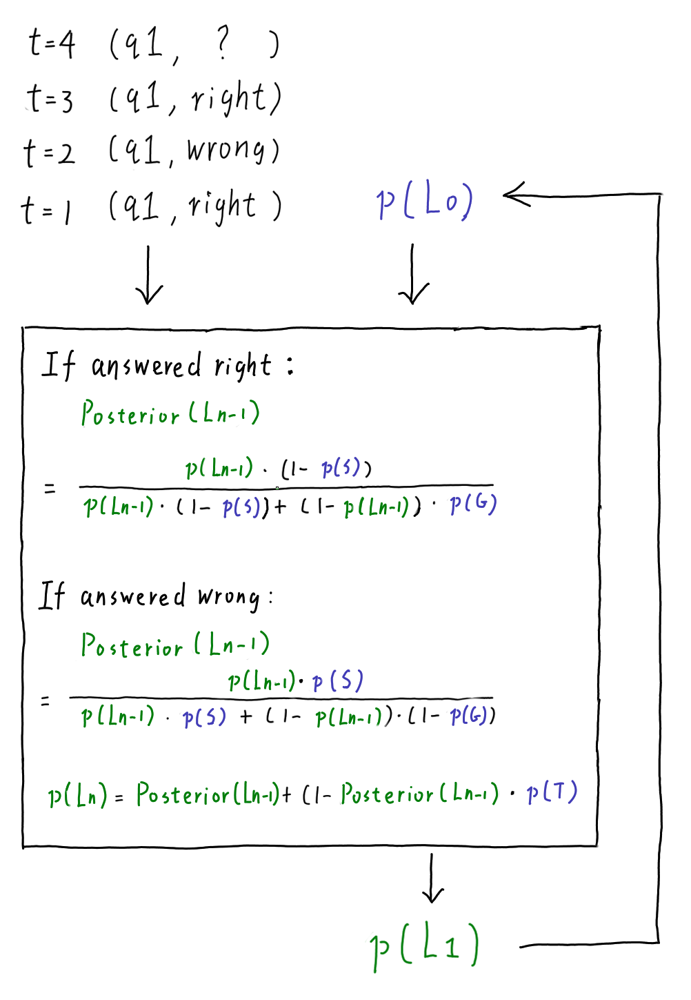 t=4 (q1, ? )
t=3 (q1, right)
t=2 (q1, wrong)
t=1 (q1, right )
p(L0)
If answered right :
Posterior (Ln-1)
p(Ln-1) · (1- p(S))
=
p(Ln-1) · (1- p(S)) + (1- p(Ln-1)) · p(G)
If answered wrong:
Posterior (Ln-1)
p(Ln-1) · p(S)
=
p(Ln-1) · p(S) + (1- p(Ln-1)) · (1- p(G))
p(Ln) = Posterior(Ln-1) + (1- Posterior(Ln-1) · p(T)
p(L1)